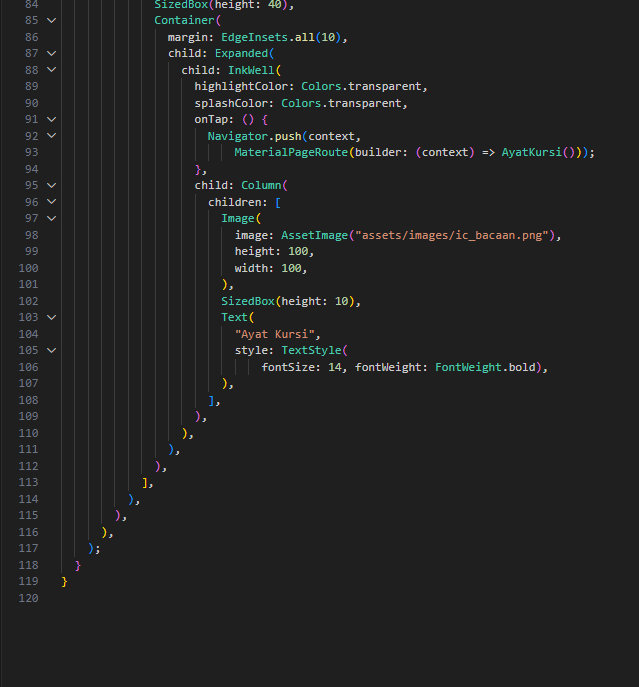 84 SizedBox(height: 40),
85 Container(
86 margin: EdgeInsets.all(10),
87 child: Expanded(
88 child: InkWell(
89 highlightColor: Colors.transparent,
90 splashColor: Colors.transparent,
91 onTap: () {
92 Navigator.push(context,
93 MaterialPageRoute(builder: (context) => AyatKursi()));
94 },
95 child: Column(
96 children: [
97 Image(
98 image: AssetImage("assets/images/ic_bacaan.png"),
99 height: 100,
100 width: 100,
101 ),
102 SizedBox(height: 10),
103 Text(
104 "Ayat Kursi",
105 style: TextStyle(
106 fontSize: 14, fontWeight: FontWeight.bold),
107 ),
108 ],
109 ),
110 ),
111 ),
112 ),
113 ],
114 ),
115 ),
116 ),
117 );
118 }
119 }
120